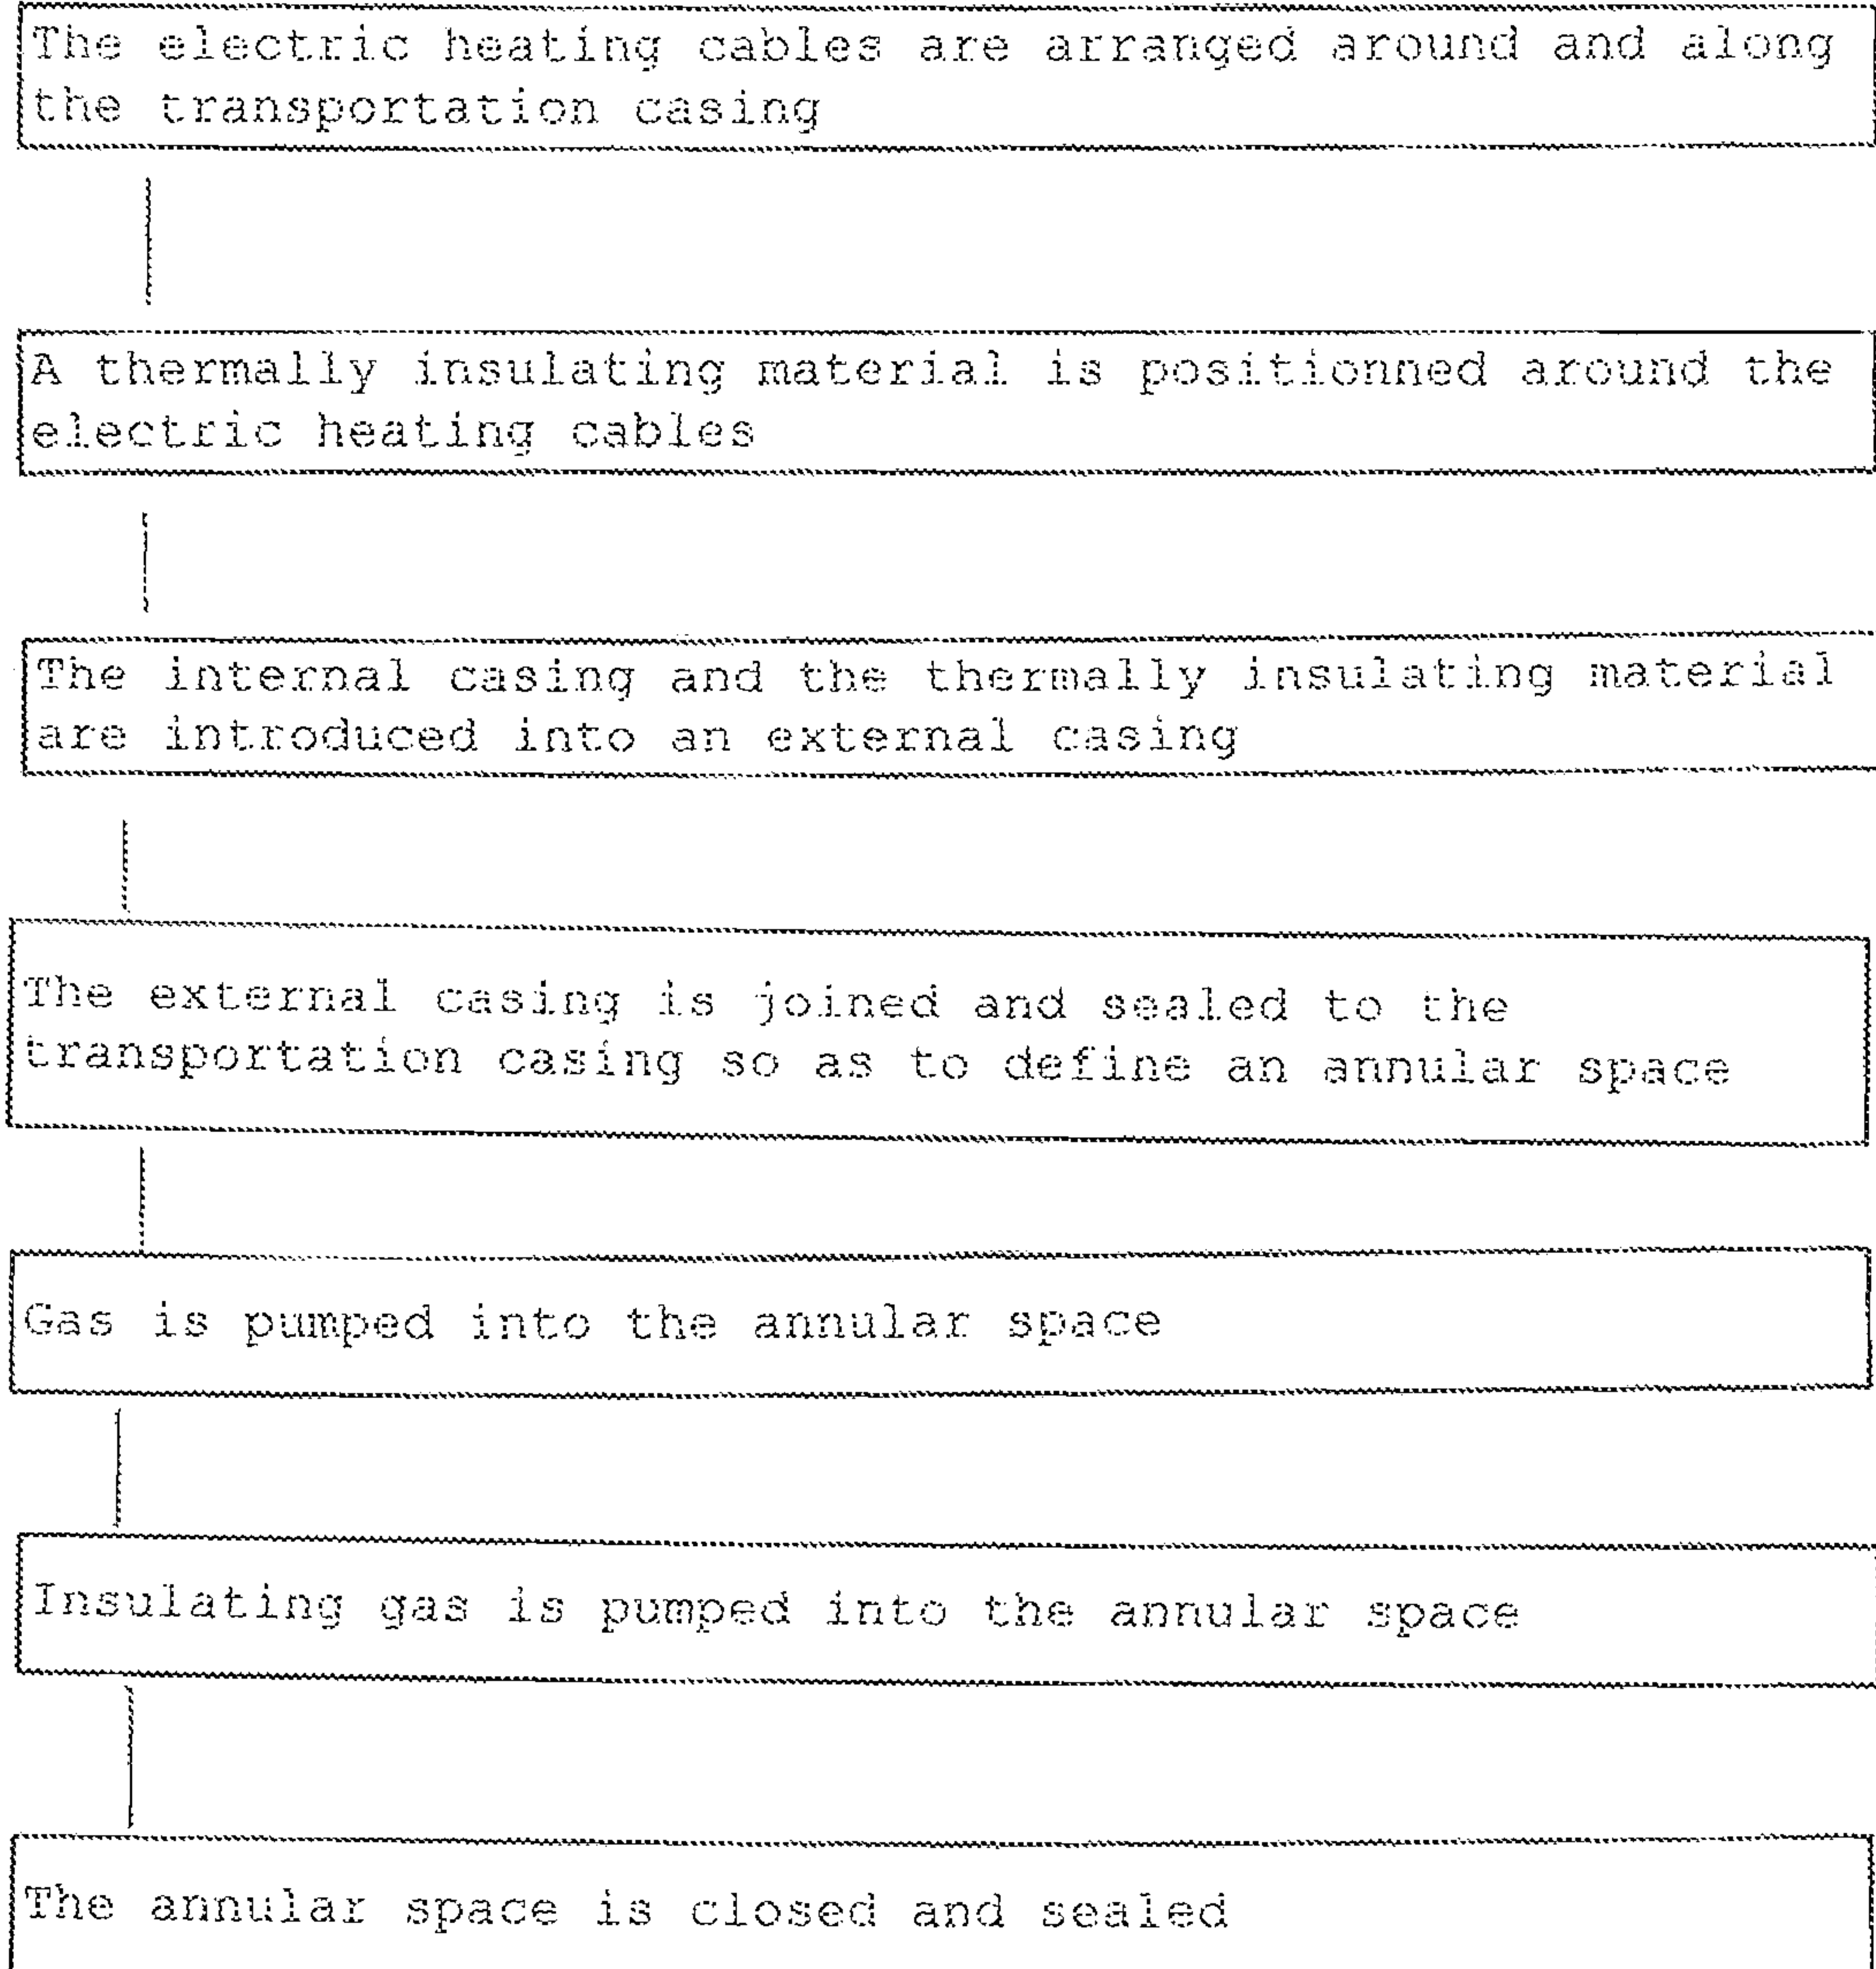 The electric heating cables are arranged around and along
the transportation casing
A thermally insulating material is positionned around the
electric heating cables
The internal casing and the thermally insulating material
are introduced into an external casing
The external casing is joined and sealed to the
transportation casing so as to define an annular space
Gas is pumped into the annular space
Insulating gas is pumped into the annular space
The annular space is closed and sealed